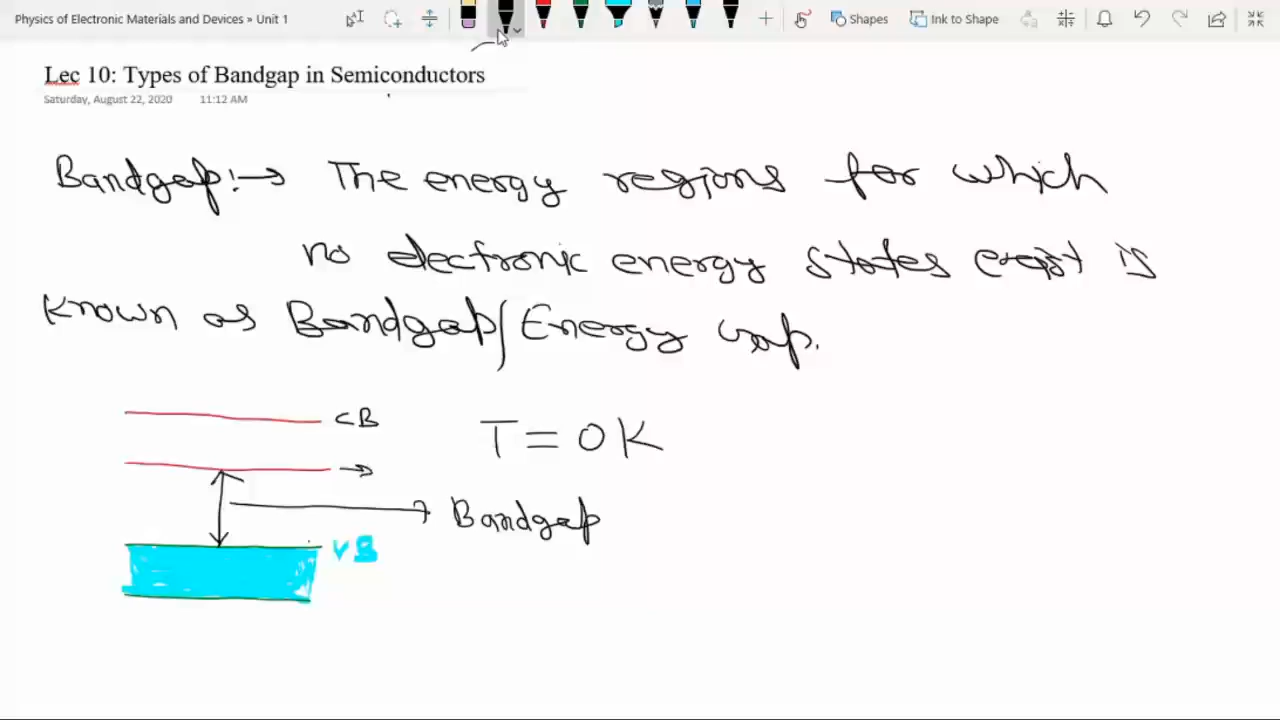 Physics of Electronic Materials and Devices » Unit 1
Shapes
Ink to Shape
Lec 10: Types of Bandgap in Semiconductors
Saturday, August 22, 2020 11:12 AM
Bandgap:→ The energy regions for which
no electronic energy states exist is
known as Bandgap/Energy Gap.
CB
T = 0 K
Bandgap
VB